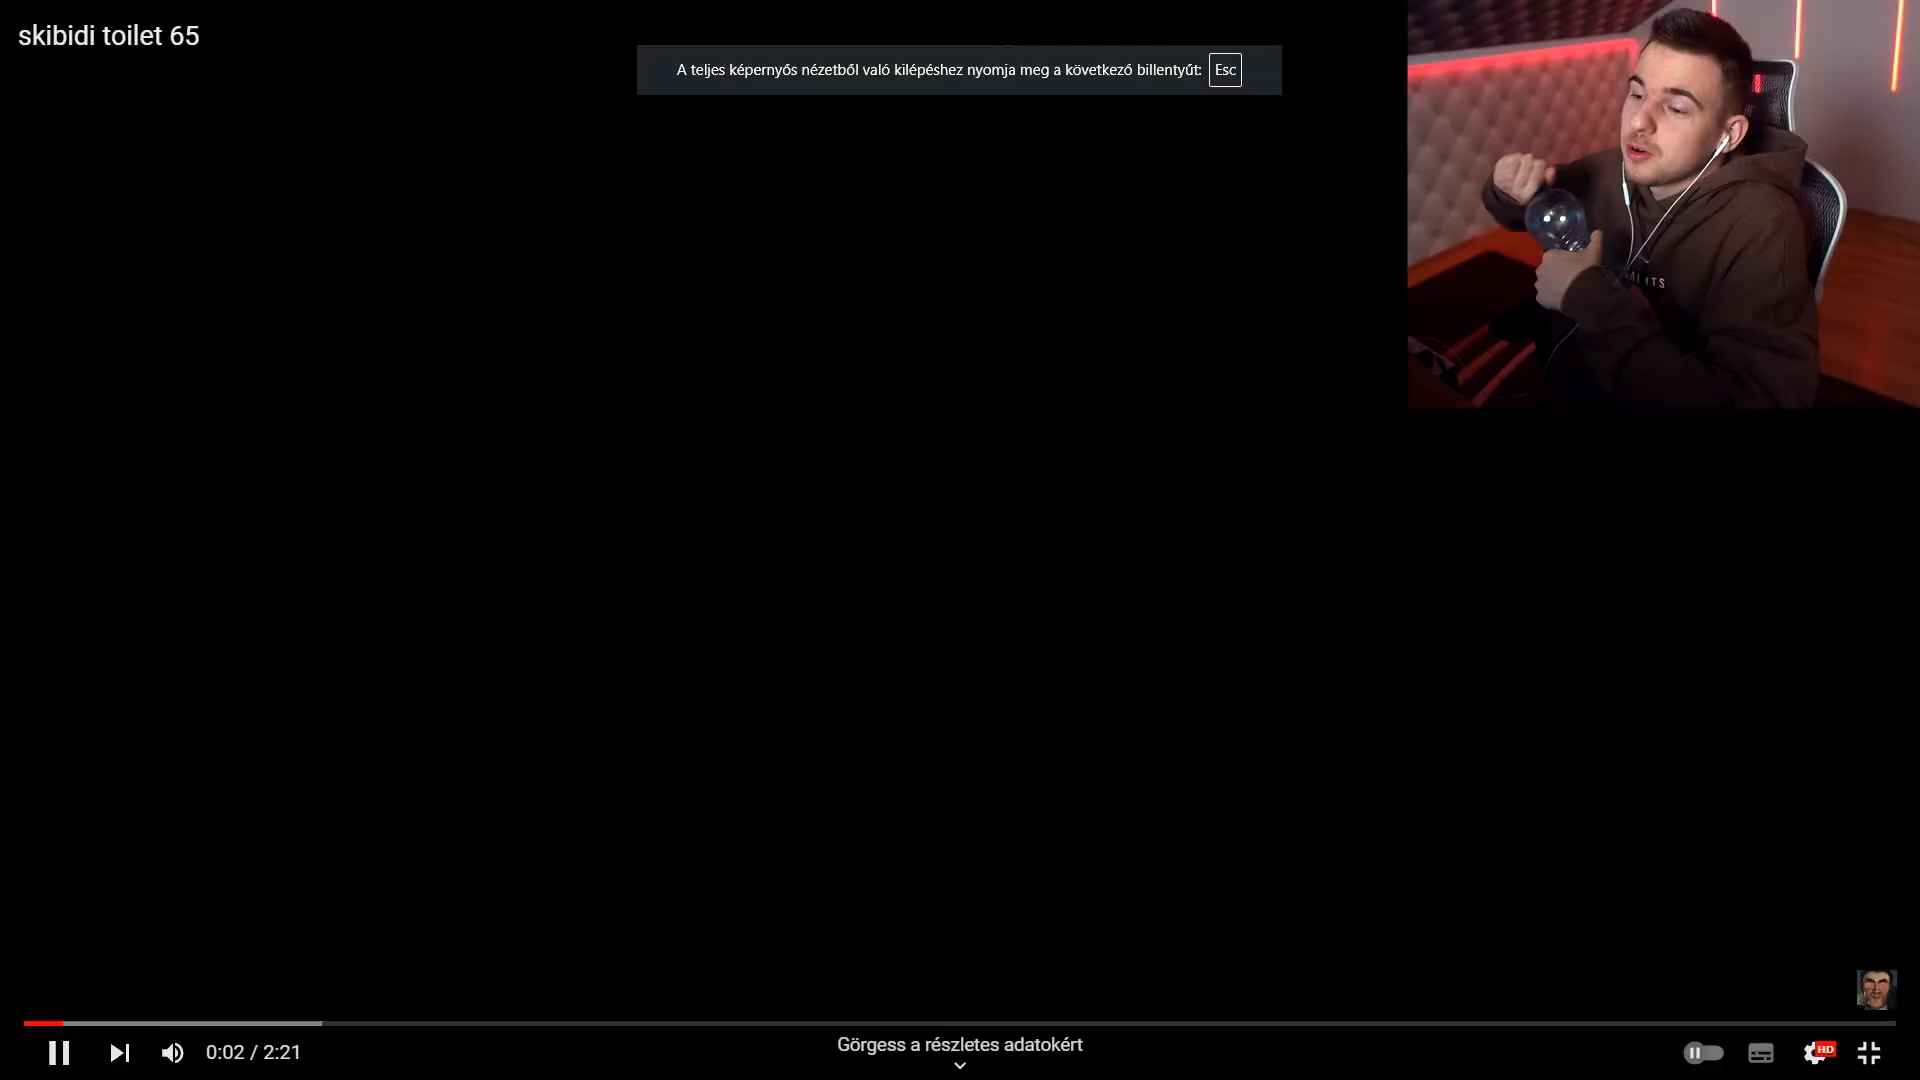 skibidi toilet 65
A teljes képernyős nézetből való kilépéshez nyomja meg a következő billentyűt: Esc
0:02 / 2:21
Görgess a részletes adatokért
HD